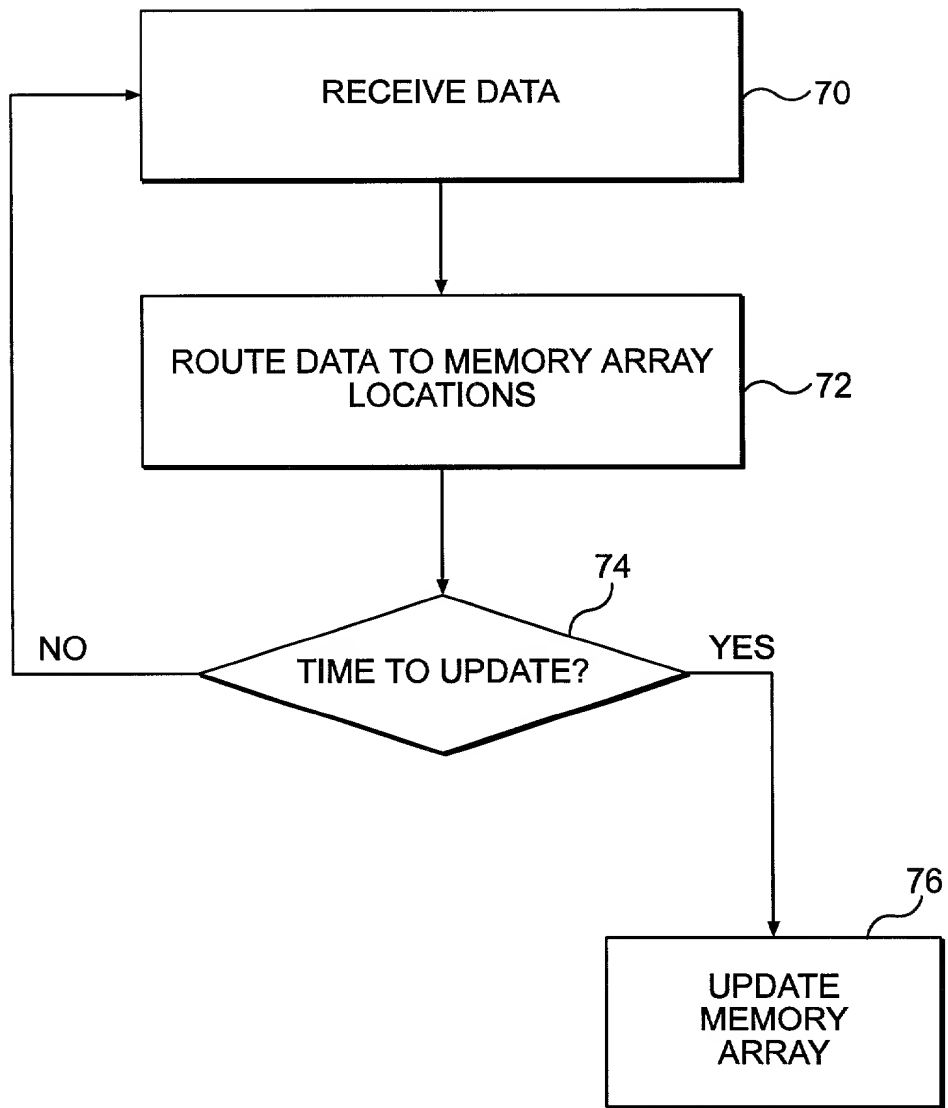 RECEIVE DATA
70
ROUTE DATA TO MEMORY ARRAY
LOCATIONS
72
74
NO
TIME TO UPDATE?
YES
76
UPDATE
MEMORY
ARRAY